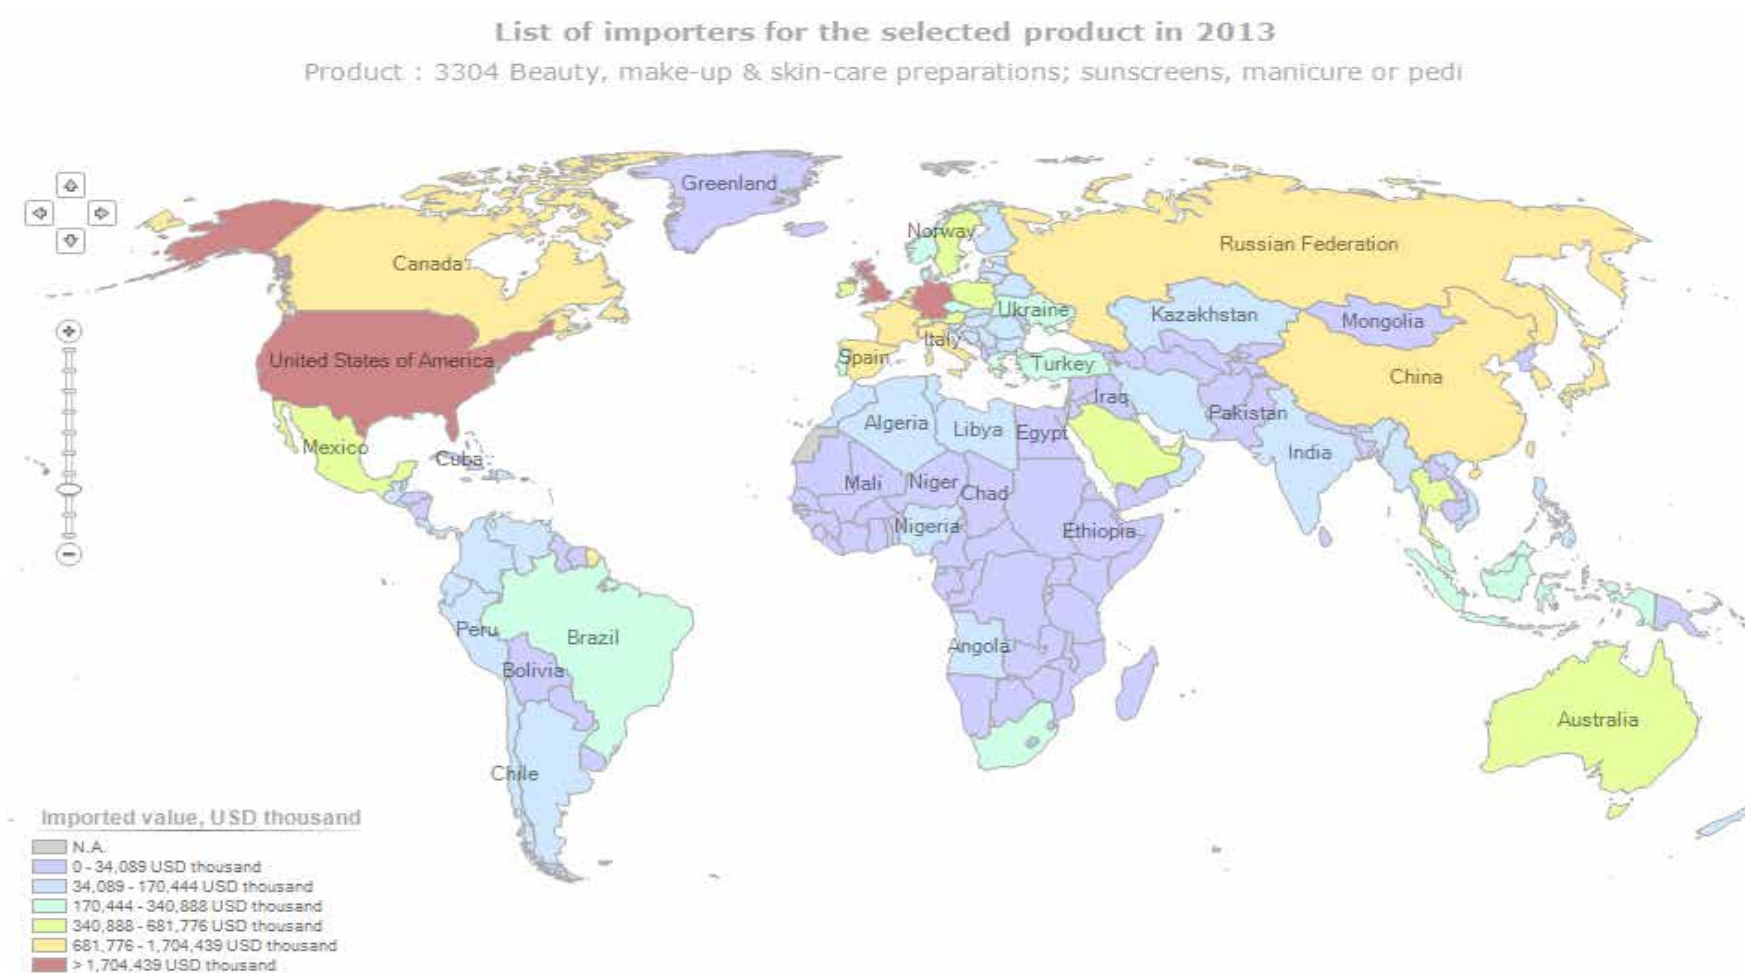 List of importers for the selected product in 2013
Product : 3304 Beauty, make-up & skin-care preparations; sunscreens, manicure or pedi
Greenland
Norway
Russian Federation
Canada
Ukraine
Kazakhstan
Mongolia
Italy
United States of America
Spain
Turkey
China
Iraq
Pakistan
Algeria
Libya
Egypt
Mexico
India
Cuba
Mali
Niger
Chad
Nigeria
Ethiopia
Peru
Brazil
Angola
Bolivia
Australia
Chile
Imported value, USD thousand
N.A.
0 - 34,089 USD thousand
34,089 - 170,444 USD thousand
170,444 - 340,888 USD thousand
340,888 - 681,776 USD thousand
681,776 - 1,704,439 USD thousand
> 1,704,439 USD thousand